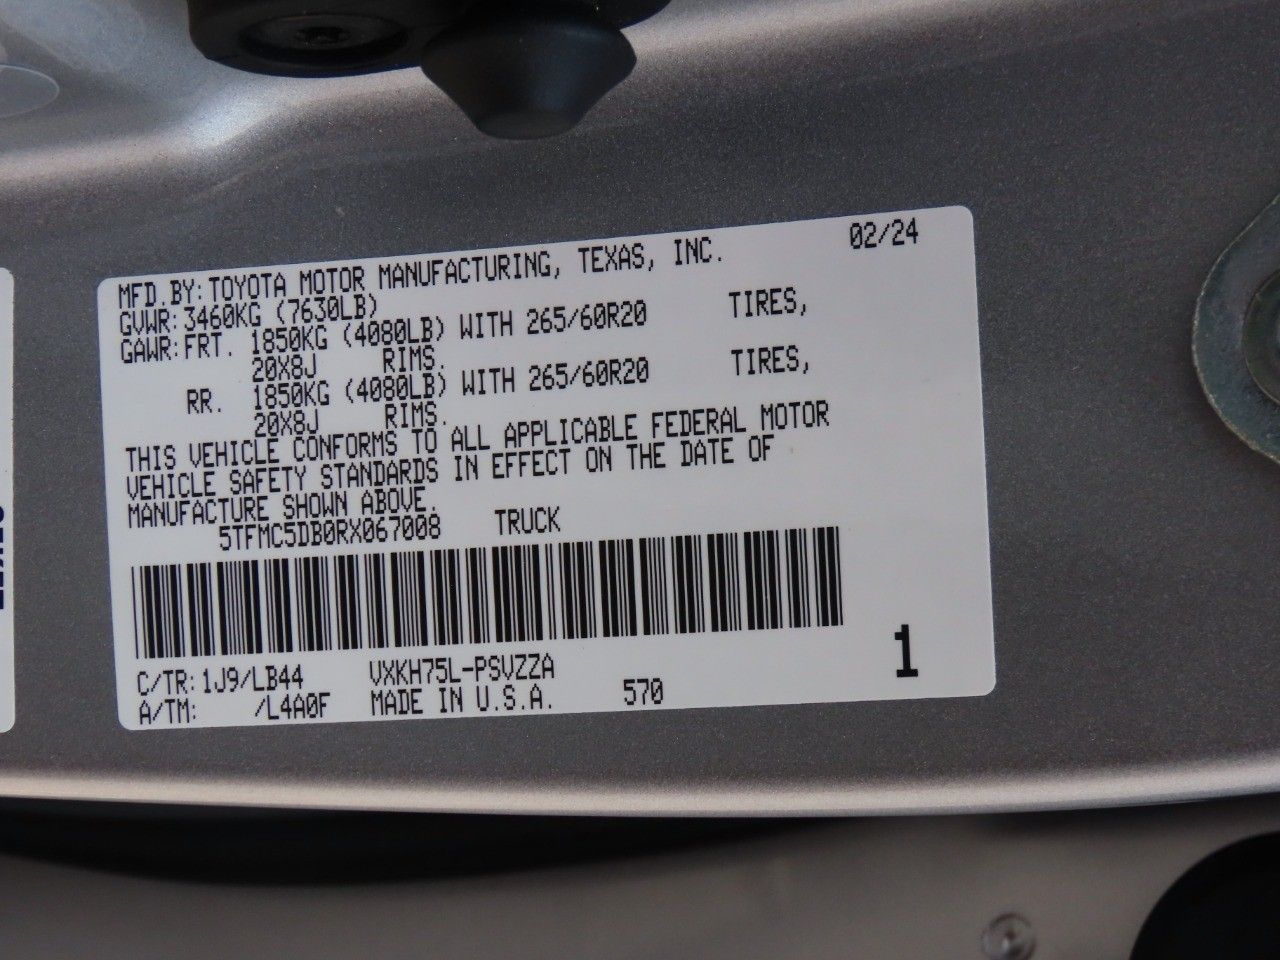 MFD.BY:TOYOTA MOTOR MANUFACTURING, TEXAS, INC. 02/24
GVWR:3460KG (7630LB)
GAWR:FRT. 1850KG (4080LB) WITH 265/60R20 TIRES,
20X8J RIMS.
RR. 1850KG (4080LB) WITH 265/60R20 TIRES,
20X8J RIMS.
THIS VEHICLE CONFORMS TO ALL APPLICABLE FEDERAL MOTOR
VEHICLE SAFETY STANDARDS IN EFFECT ON THE DATE OF
MANUFACTURE SHOWN ABOVE.
5TFMC5DB0RX067008 TRUCK
1
C/TR:1J9/LB44 VXKH75L-PSVZZA
A/TM: /L4A0F MADE IN U.S.A. 570